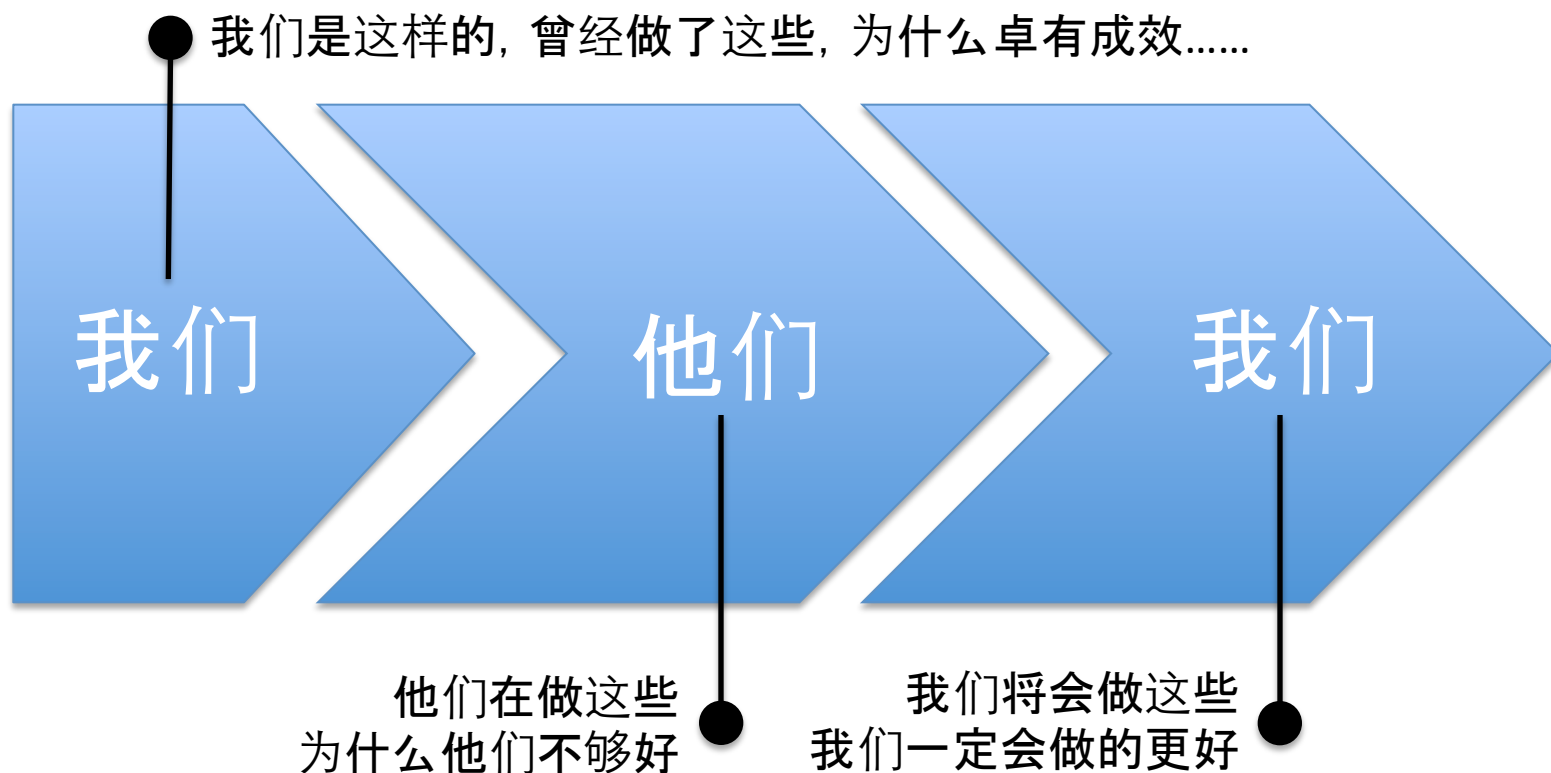 我们是这样的，曾经做了这些，为什么卓有成效……
我们
他们
我们
他们在做这些
为什么他们不够好
我们将会做这些
我们一定会做的更好